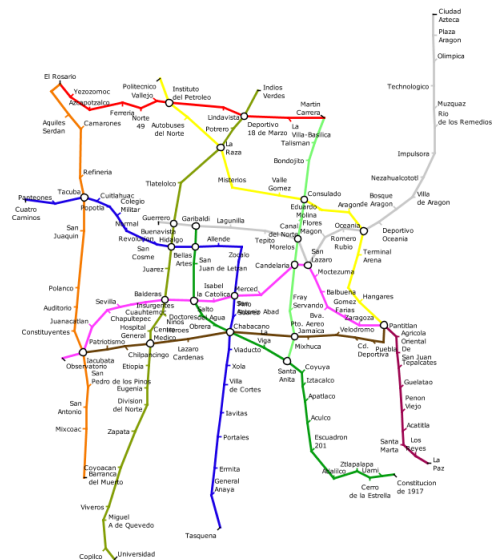 Ciudad
Azteca
Plaza
Aragon
Olimpica
Technologico
Muzquaz
Rio
de los Remedios
Impulsora
Nezahualcototl
Villa
de Aragon
Bosque
Aragon
Deportivo
Oceania
Oceania
Romero
Rubio
El Rosario
Yezozomoc
Azcapotzalco
Ferreria
Norte
49
Vallejo
Politecnico
Instituto
del Petroleo
Autobuses
del Norte
Lindavista
Indios
Verdes
Deportivo
18 de Marzo
Potrero
La
Raza
La
Villa-Basilica
Martin
Carrera
Talisman
Bondojito
Consulado
Valle
Gomez
Misterios
Eduardo
Molina
Aragon
Aquiles
Serdan
Camarones
Refineria
Tacuba
Panteones
Cuatro
Caminos
Cuitlahuac
Popotla
Colegio
Militar
Normal
San
Cosme
Revolucion
San
Juaquin
Polanco
Auditorio
Constituyentes
Tlatelolco
Guerrero
Garibaldi
Buenavista
Hidalgo
Lagunilla
Tepito
Canal
del Norte
Flores
Magon
Morelos
San
Lazaro
Candelaria
Moctezuma
Terminal
Arena
Hangares
Balbuena
Bva.
Gomez
Farias
Zaragoza
Pantitlan
Allende
Zocalo
Bellas
Artes
San
Juan de Letran
Juarez
Balderas
Sevilla
Insurgentes
Cuauhtemoc
Chapultepec
Juanacatlan
Isabel
la Catolica
Salto
del Agua
Merced
Pino
Suarez
Doctores
Obrera
Ninos
Heroes
Hospital
General
Centro
Medico
Chabacano
Viga
La
Fray
Servando
Pto. Aereo
Jamaica
Mixhuca
Velodromo
Cd.
Deportiva
Puebla
Patriotismo
Tacubata
Observatorio
Chilpancingo
Lazaro
Cardenas
San
Pedro de los Pinos
San
Antonio
Mixcoac
Barranca
del Muerto
Etiopia
Eugenia
Division
del Norte
Zapata
Coyoacan
Viveros
Miguel
A de Quevedo
Copilco
Universidad
Viaducto
Xola
Villa
de Cortes
Portales
Ermita
General
Anaya
Tasquena
Santa
Anita
Coyuya
Iztacalco
Apatlaco
Aculco
Escuadron
201
Atlalilco
Ztlapalapa
Cerro
de la Estrella
Uami
Constitucion
de 1917
Agricola
Oriental
De
San Juan
Tepalcates
Guelatao
Penon
Viejo
Acatitla
Santa
Marta
Los
Reyes
La
Paz